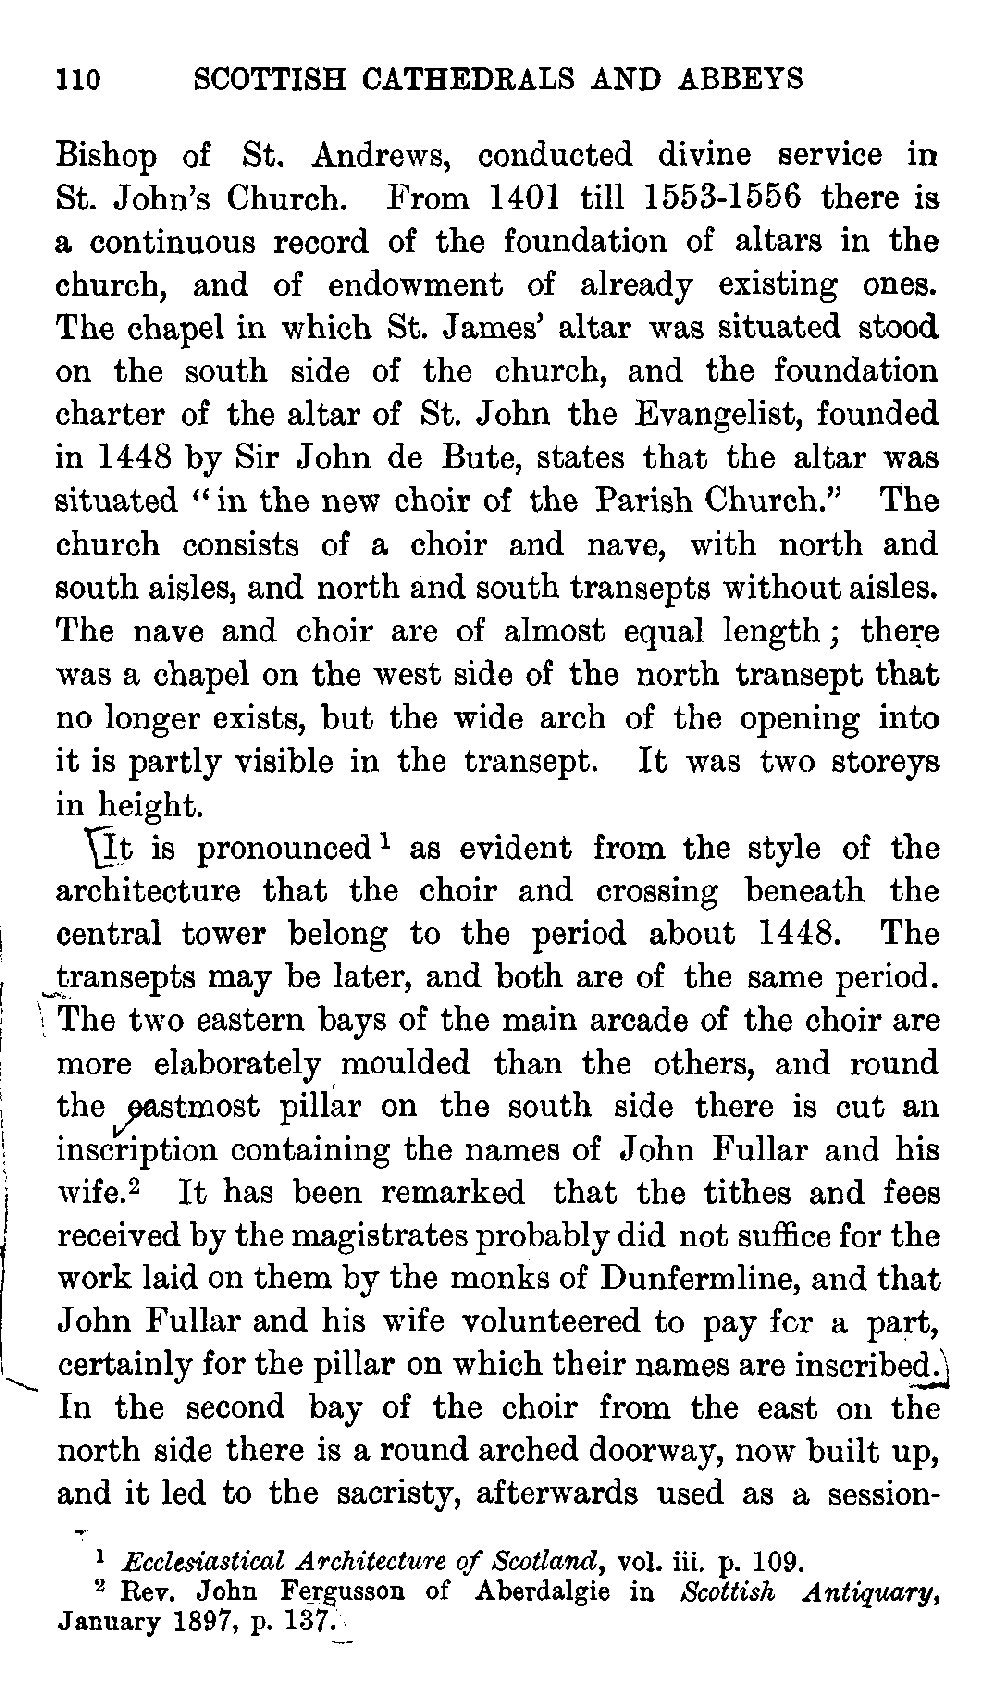 110 SCOTTISH CATHEDRALS AND ABBEYS
Bishop of St. Andrews, conducted divine service in
St. John's Church. From 1401 till 1553-1556 there is
a continuous record of the foundation of altars in the
church, and of endowment of already existing ones.
The chapel in which St. James' altar was situated stood
on the south side of the church, and the foundation
charter of the altar of St. John the Evangelist, founded
in 1448 by Sir John de Bute, states that the altar was
situated "in the new choir of the Parish Church." The
church consists of a choir and nave, with north and
south aisles, and north and south transepts without aisles.
The nave and choir are of almost equal length; there
was a chapel on the west side of the north transept that
no longer exists, but the wide arch of the opening into
it is partly visible in the transept. It was two storeys
in height.
It is pronounced¹ as evident from the style of the
architecture that the choir and crossing beneath the
central tower belong to the period about 1448. The
transepts may be later, and both are of the same period.
The two eastern bays of the main arcade of the choir are
more elaborately moulded than the others, and round
the eastmost pillar on the south side there is cut an
inscription containing the names of John Fullar and his
wife.² It has been remarked that the tithes and fees
received by the magistrates probably did not suffice for the
work laid on them by the monks of Dunfermline, and that
John Fullar and his wife volunteered to pay for a part,
certainly for the pillar on which their names are inscribed.
In the second bay of the choir from the east on the
north side there is a round arched doorway, now built up,
and it led to the sacristy, afterwards used as a session-
¹ Ecclesiastical Architecture of Scotland, vol. iii. p. 109.
² Rev. John Fergusson of Aberdalgie in Scottish Antiquary,
January 1897, p. 137.